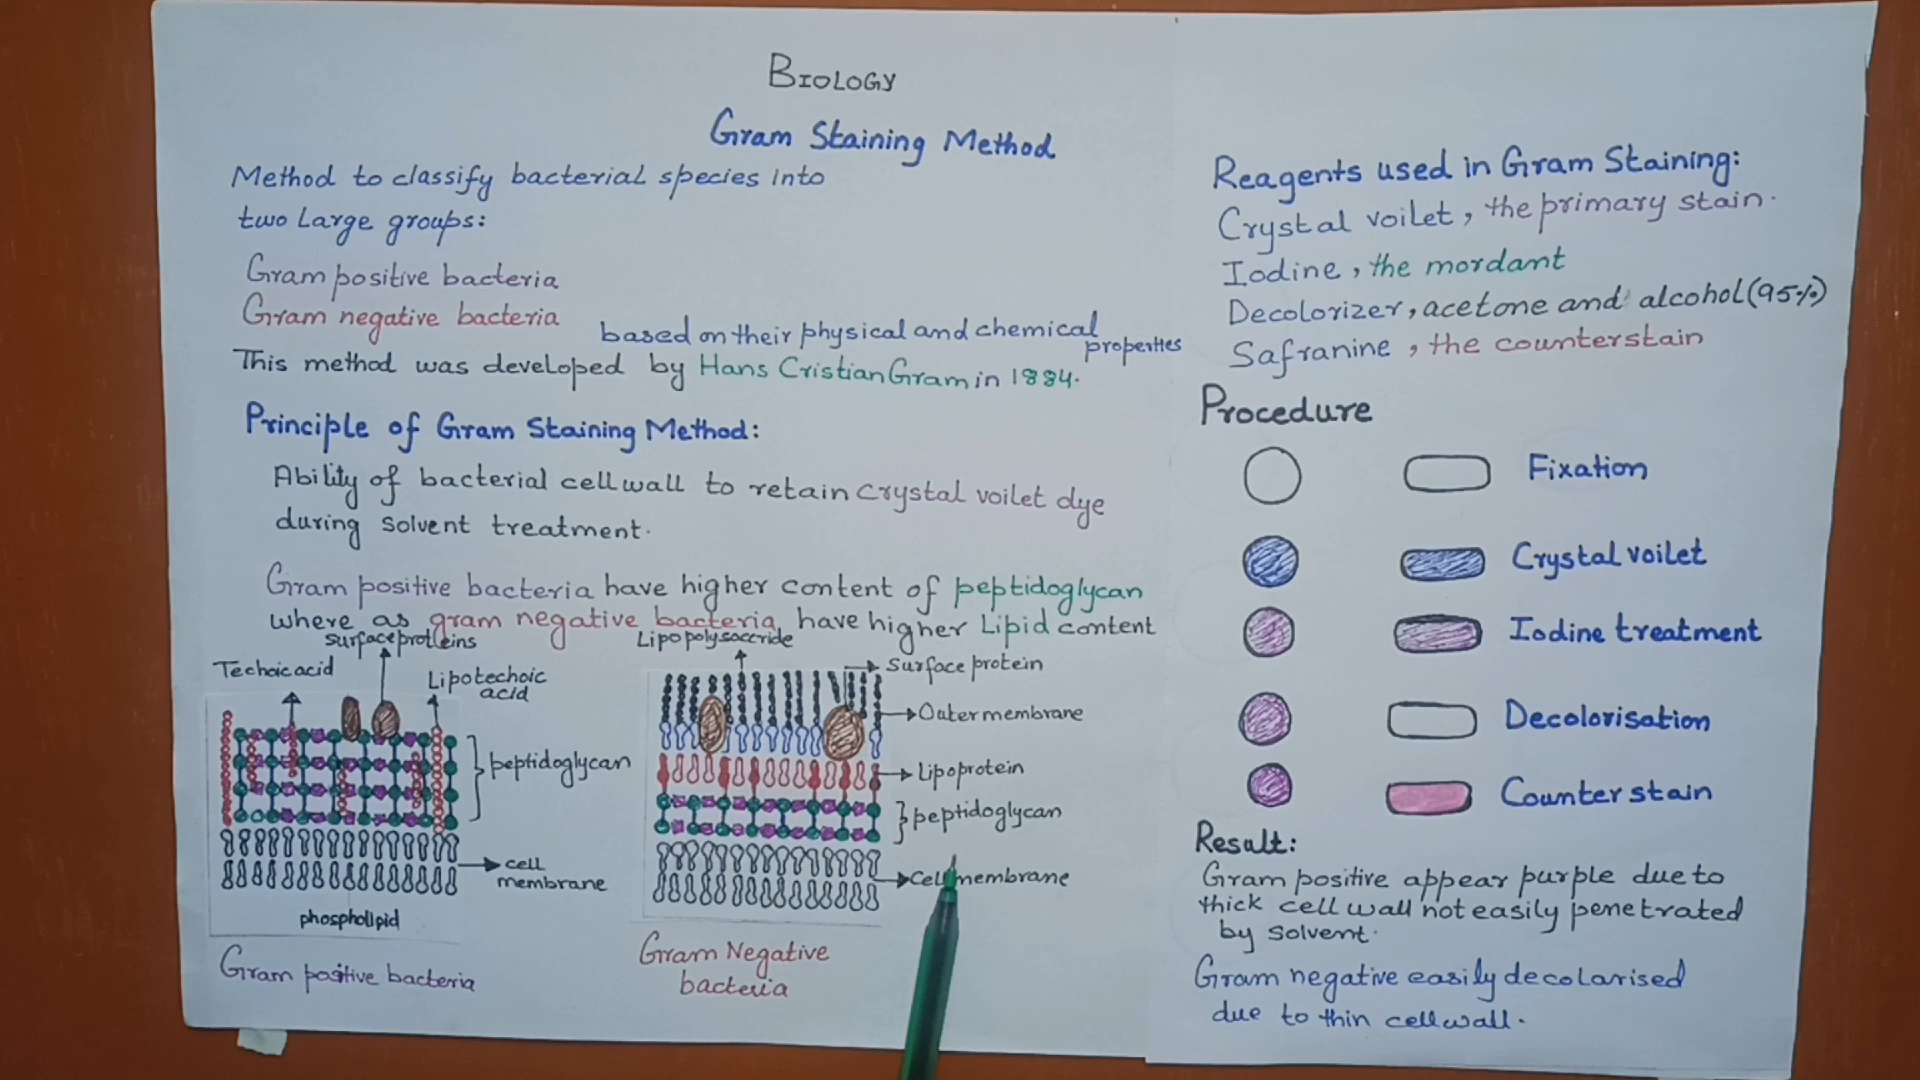 BIOLOGY
Gram Staining Method
Method to classify bacterial species Into
two Large groups:
Gram positive bacteria
Gram negative bacteria
based on their physical and chemical
properties
This method was developed by Hans Cristian Gram in 1884.
Principle of Gram Staining Method:
Ability of bacterial cell wall to retain Crystal voilet dye
during solvent treatment.
Gram positive bacteria have higher content of peptidoglycan
where as gram negative bacteria have higher Lipid content
surface proteins
Techoic acid
Lipotechoic
acid
peptidoglycan
cell
membrane
phospholipid
Gram positive bacteria
Lipopolysaccride
Surface protein
Outer membrane
Lipoprotein
peptidoglycan
Cell membrane
Gram Negative
bacteria
Reagents used in Gram Staining:
Crystal voilet, the primary stain.
Iodine, the mordant
Decolorizer, acetone and alcohol (95%)
Safranine, the counterstain
Procedure
Fixation
Crystal voilet
Iodine treatment
Decolorisation
Counter stain
Result:
Gram positive appear purple due to
thick cell wall not easily penetrated
by solvent.
Gram negative easily decolarised
due to thin cell wall.